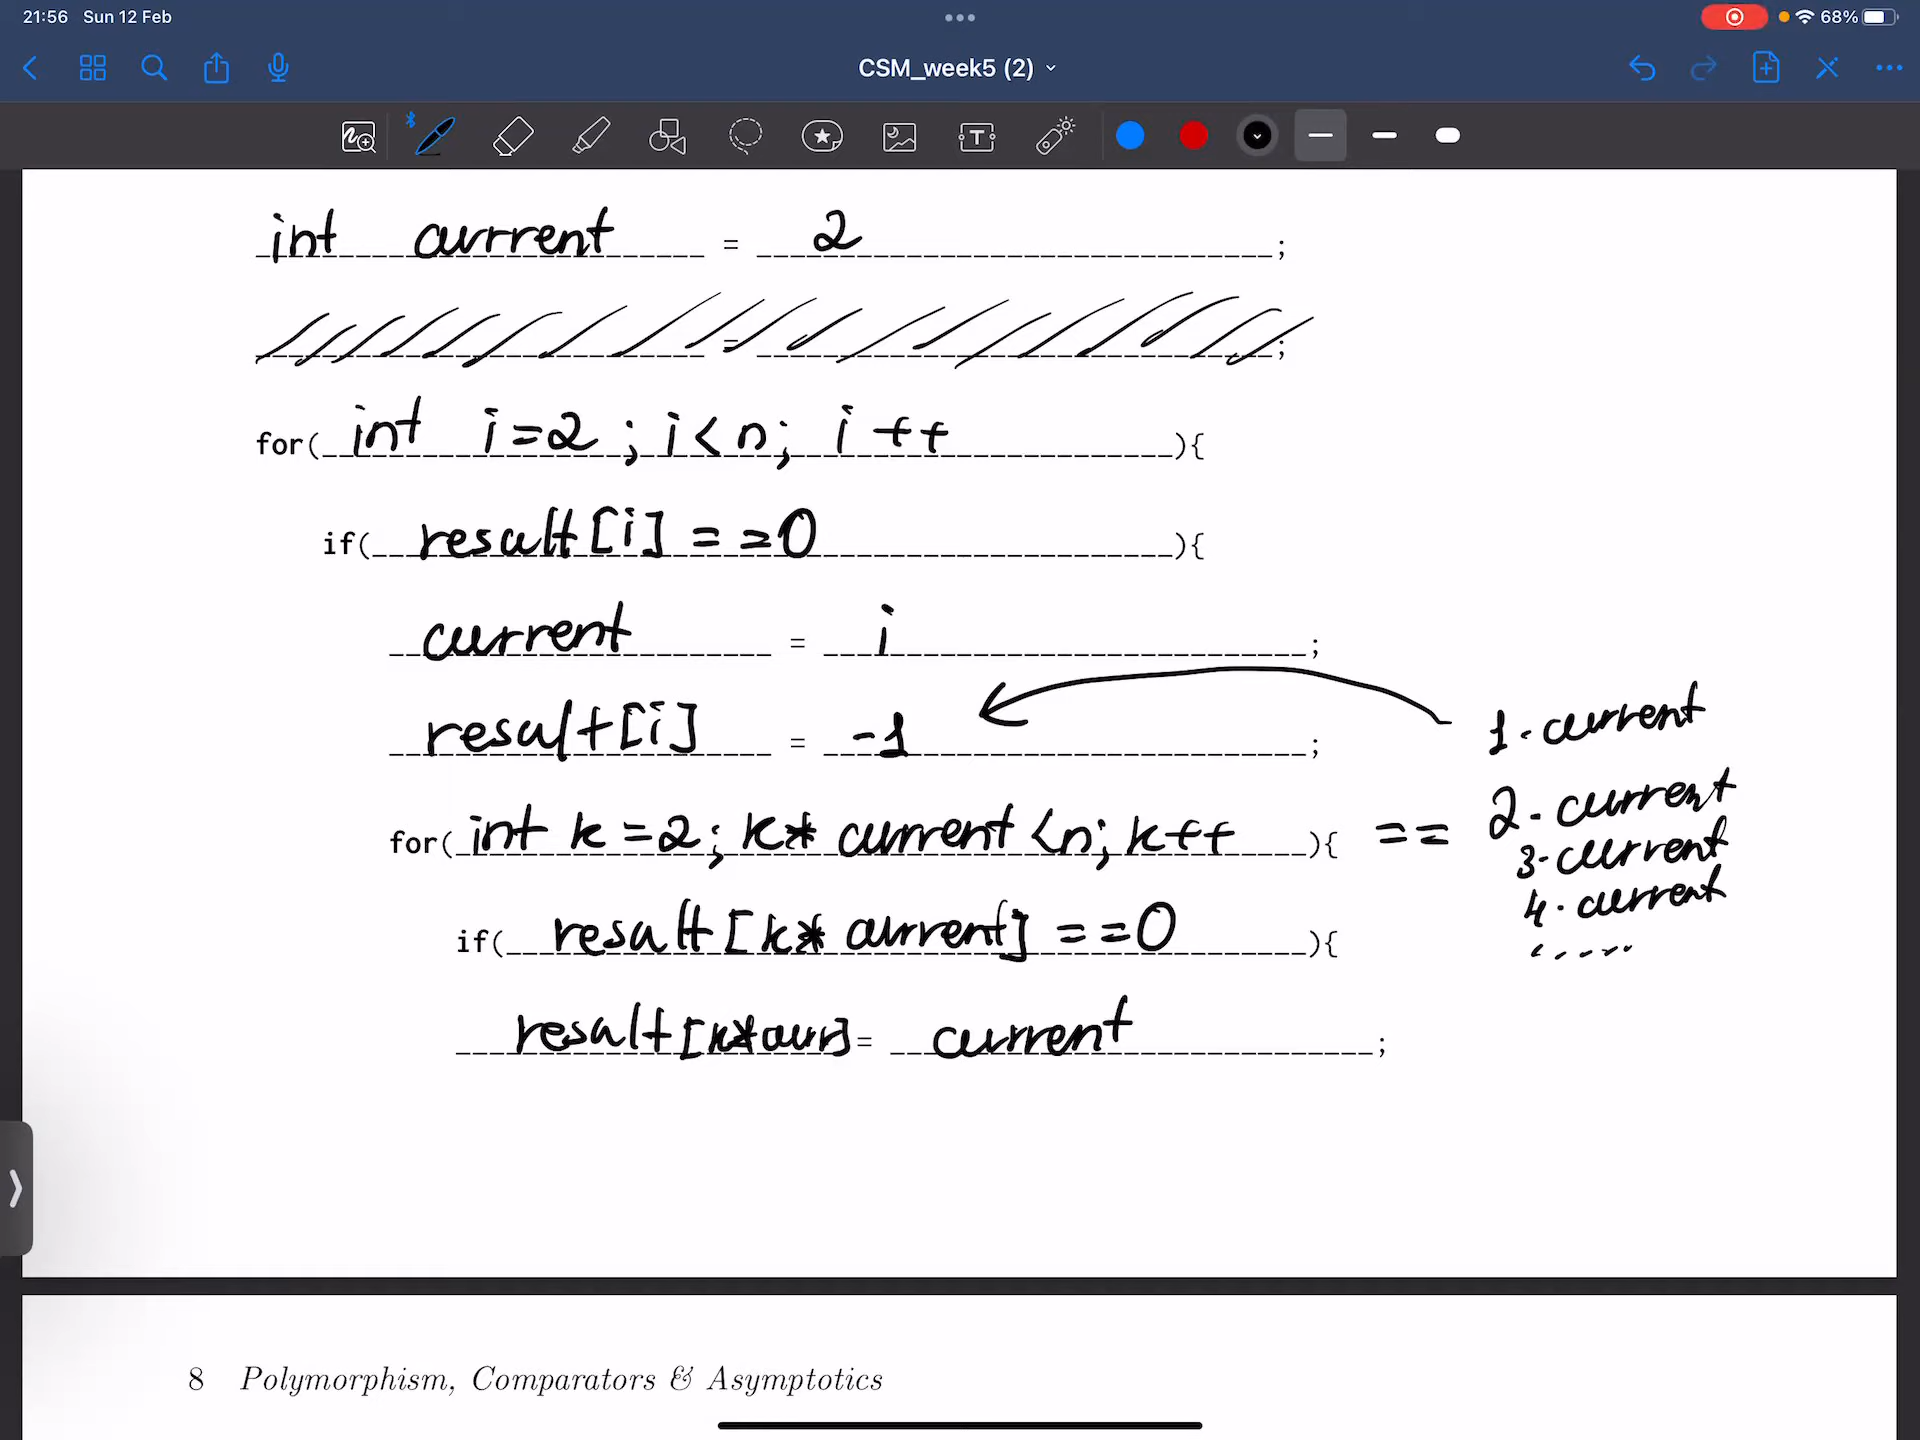 21:56 Sun 12 Feb 68%
CSM_week5 (2)
int current = 2 ;
= ;
for( int i=2 ; i<n; i++ ){
if( result[i] ==0 ){
current = i ;
result[i] = -1 ;
1·current
for( int k=2; k* current <n; k++ ){ == 2·current
3·current
4·current
if( result[k* current] ==0 ){
.....
result[k*curr] = current ;
8 Polymorphism, Comparators & Asymptotics